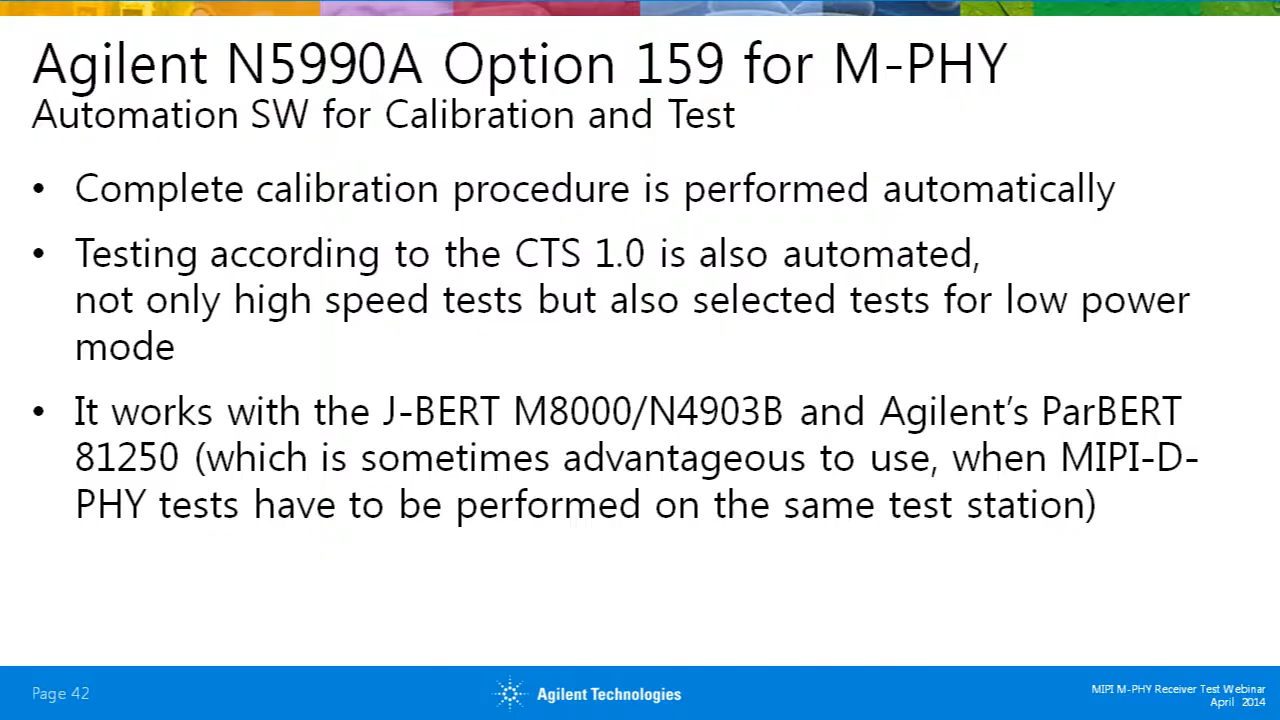 Agilent N5990A Option 159 for M-PHY
Automation SW for Calibration and Test
• Complete calibration procedure is performed automatically
• Testing according to the CTS 1.0 is also automated,
not only high speed tests but also selected tests for low power
mode
• It works with the J-BERT M8000/N4903B and Agilent’s ParBERT
81250 (which is sometimes advantageous to use, when MIPI-D-
PHY tests have to be performed on the same test station)
Page 42
Agilent Technologies
MIPI M-PHY Receiver Test Webinar
April 2014